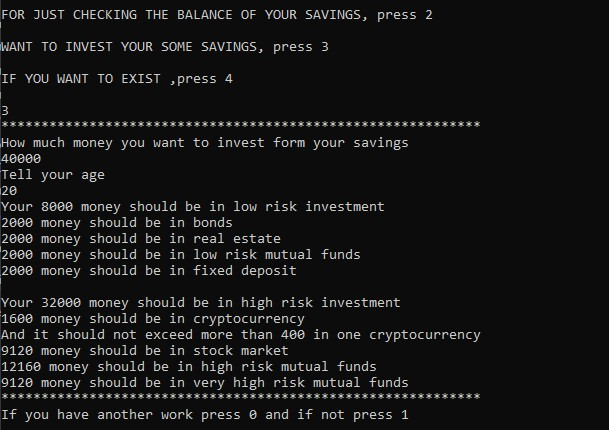 FOR JUST CHECKING THE BALANCE OF YOUR SAVINGS, press 2
WANT TO INVEST YOUR SOME SAVINGS, press 3
IF YOU WANT TO EXIST ,press 4
3
************************************************************
How much money you want to invest form your savings
40000
Tell your age
20
Your 8000 money should be in low risk investment
2000 money should be in bonds
2000 money should be in real estate
2000 money should be in low risk mutual funds
2000 money should be in fixed deposit
Your 32000 money should be in high risk investment
1600 money should be in cryptocurrency
And it should not exceed more than 400 in one cryptocurrency
9120 money should be in stock market
12160 money should be in high risk mutual funds
9120 money should be in very high risk mutual funds
************************************************************
If you have another work press 0 and if not press 1